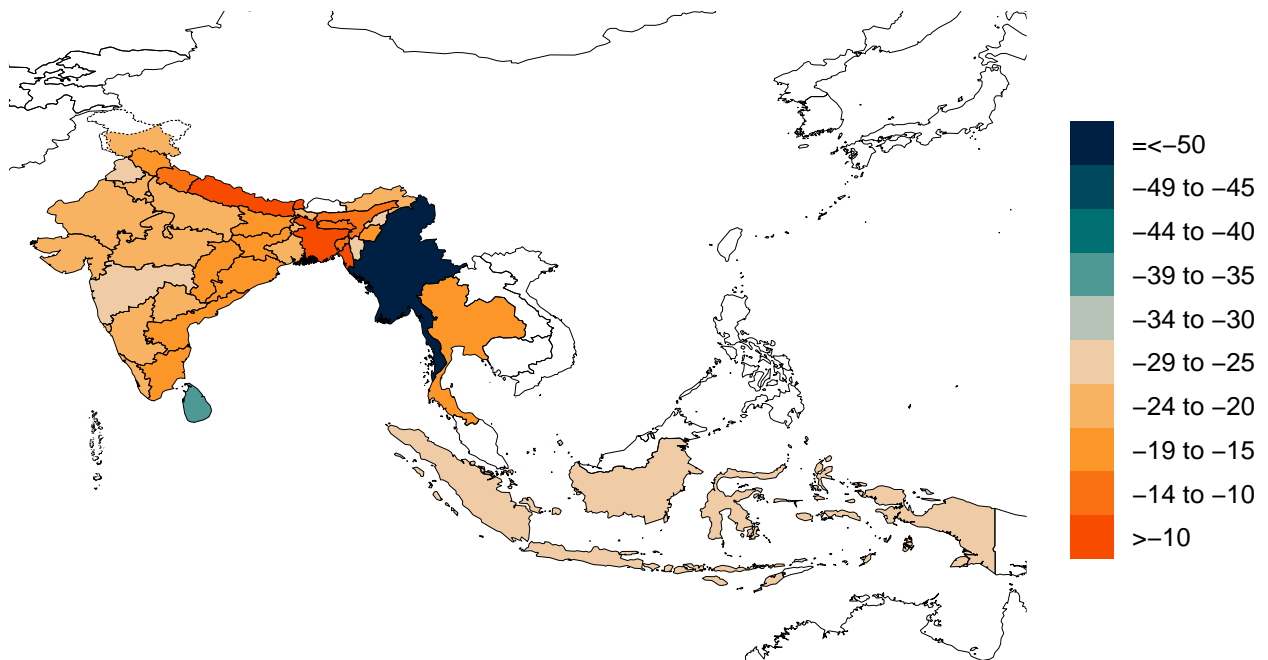 =<−50
−49 to −45
−44 to −40
−39 to −35
−34 to −30
−29 to −25
−24 to −20
−19 to −15
−14 to −10
>−10